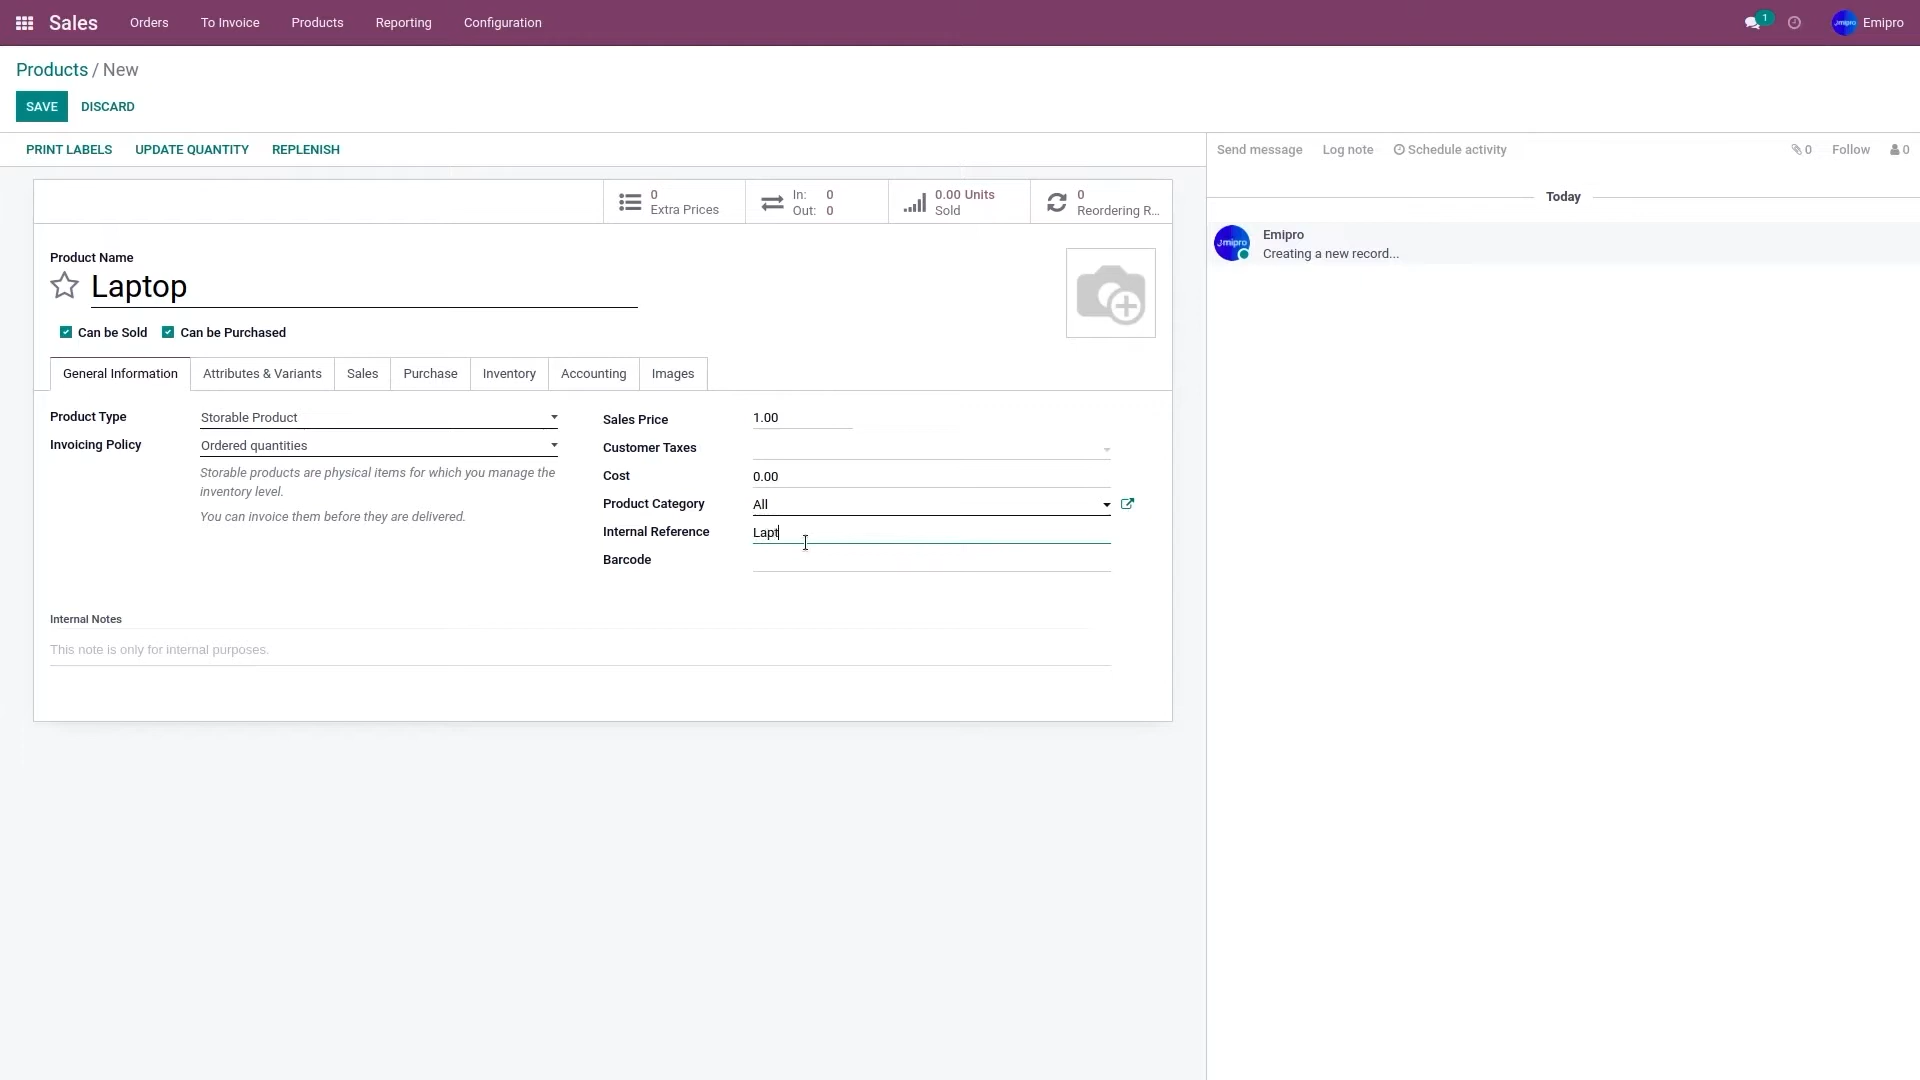 Sales Orders To Invoice Products Reporting Configuration 1 Emipro
Products / New
SAVE DISCARD
PRINT LABELS UPDATE QUANTITY REPLENISH
Send message Log note Schedule activity 0 Follow 0
0 Extra Prices
In: 0
Out: 0
0.00 Units
Sold
0
Reordering R...
Today
Emipro
Creating a new record...
Product Name
Laptop
Can be Sold Can be Purchased
General Information Attributes & Variants Sales Purchase Inventory Accounting Images
Product Type Storable Product
Invoicing Policy Ordered quantities
Storable products are physical items for which you manage the
inventory level.
You can invoice them before they are delivered.
Sales Price 1.00
Customer Taxes
Cost 0.00
Product Category All
Internal Reference Lapt
Barcode
Internal Notes
This note is only for internal purposes.